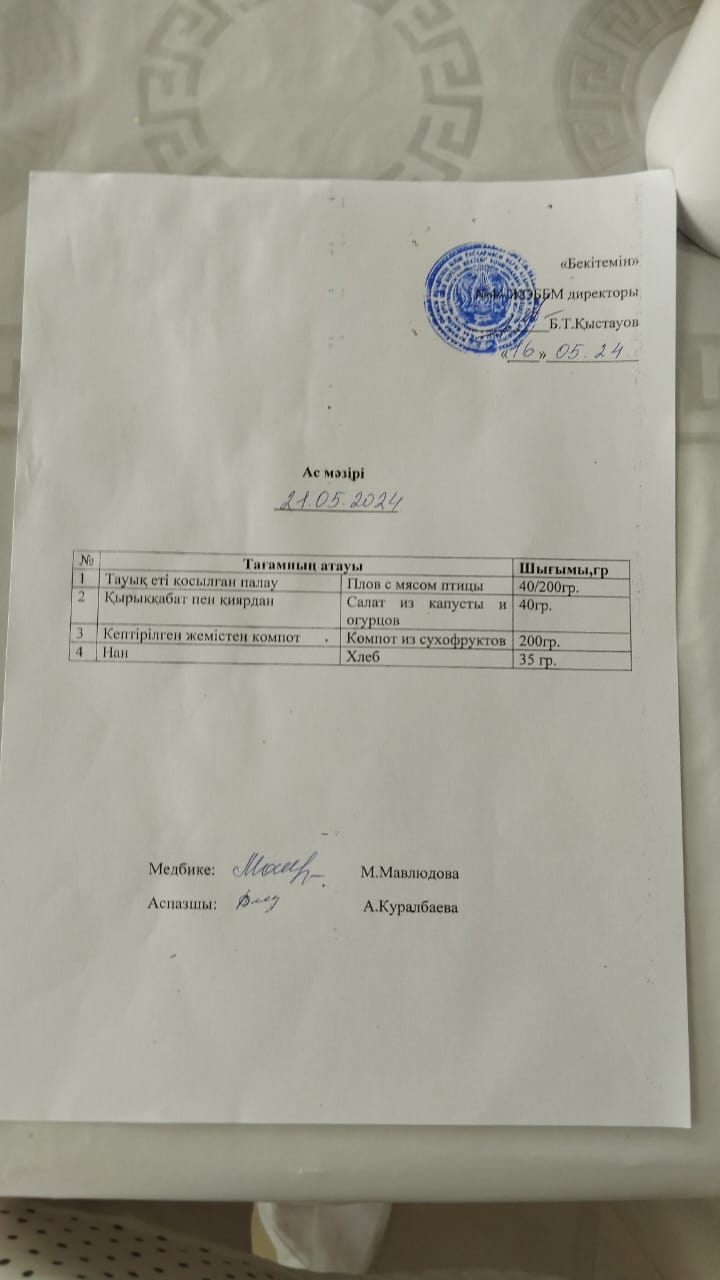 «Бекітемін»
директоры
Б.Т.Қыстауов
«16» 05. 24.
Ас мәзірі
21.05.2024
№ Тағамның атауы Шығымы,гр
1 Тауық еті қосылған палау Плов с мясом птицы 40/200гр.
2 Қырыққабат пен қиярдан Салат из капусты и 40гр.
огурцов
3 Кептірілген жемістен компот Компот из сухофруктов 200гр.
4 Нан Хлеб 35 гр.
Медбике: М.Мавлюдова
Аспазшы: А.Куралбаева